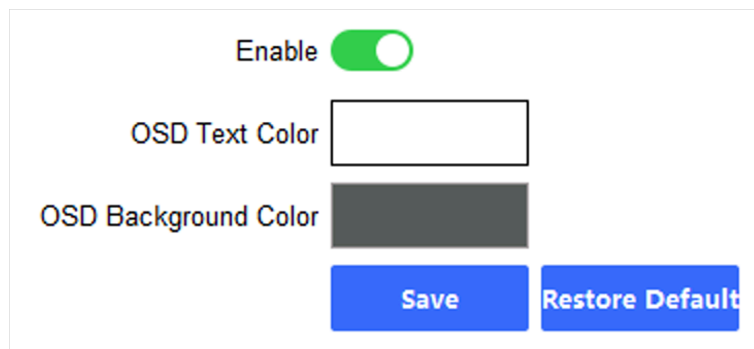 Enable
OSD Text Color
OSD Background Color
Save
Restore Default